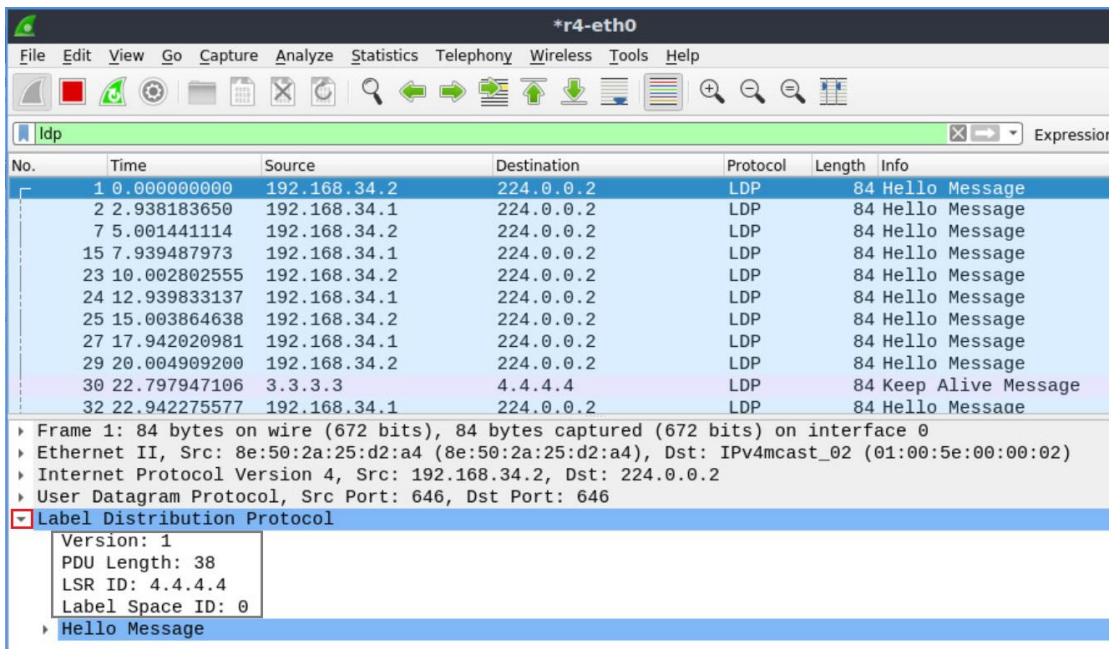 *r4-eth0
File Edit View Go Capture Analyze Statistics Telephony Wireless Tools Help
ldp Expression
No. Time Source Destination Protocol Length Info
1 0.000000000 192.168.34.2 224.0.0.2 LDP 84 Hello Message
2 2.938183650 192.168.34.1 224.0.0.2 LDP 84 Hello Message
7 5.001441114 192.168.34.2 224.0.0.2 LDP 84 Hello Message
15 7.939487973 192.168.34.1 224.0.0.2 LDP 84 Hello Message
23 10.002802555 192.168.34.2 224.0.0.2 LDP 84 Hello Message
24 12.939833137 192.168.34.1 224.0.0.2 LDP 84 Hello Message
25 15.003864638 192.168.34.2 224.0.0.2 LDP 84 Hello Message
27 17.942020981 192.168.34.1 224.0.0.2 LDP 84 Hello Message
29 20.004909200 192.168.34.2 224.0.0.2 LDP 84 Hello Message
30 22.797947106 3.3.3.3 4.4.4.4 LDP 84 Keep Alive Message
32 22.942275577 192.168.34.1 224.0.0.2 LDP 84 Hello Message
Frame 1: 84 bytes on wire (672 bits), 84 bytes captured (672 bits) on interface 0
Ethernet II, Src: 8e:50:2a:25:d2:a4 (8e:50:2a:25:d2:a4), Dst: IPv4mcast_02 (01:00:5e:00:00:02)
Internet Protocol Version 4, Src: 192.168.34.2, Dst: 224.0.0.2
User Datagram Protocol, Src Port: 646, Dst Port: 646
Label Distribution Protocol
Version: 1
PDU Length: 38
LSR ID: 4.4.4.4
Label Space ID: 0
Hello Message